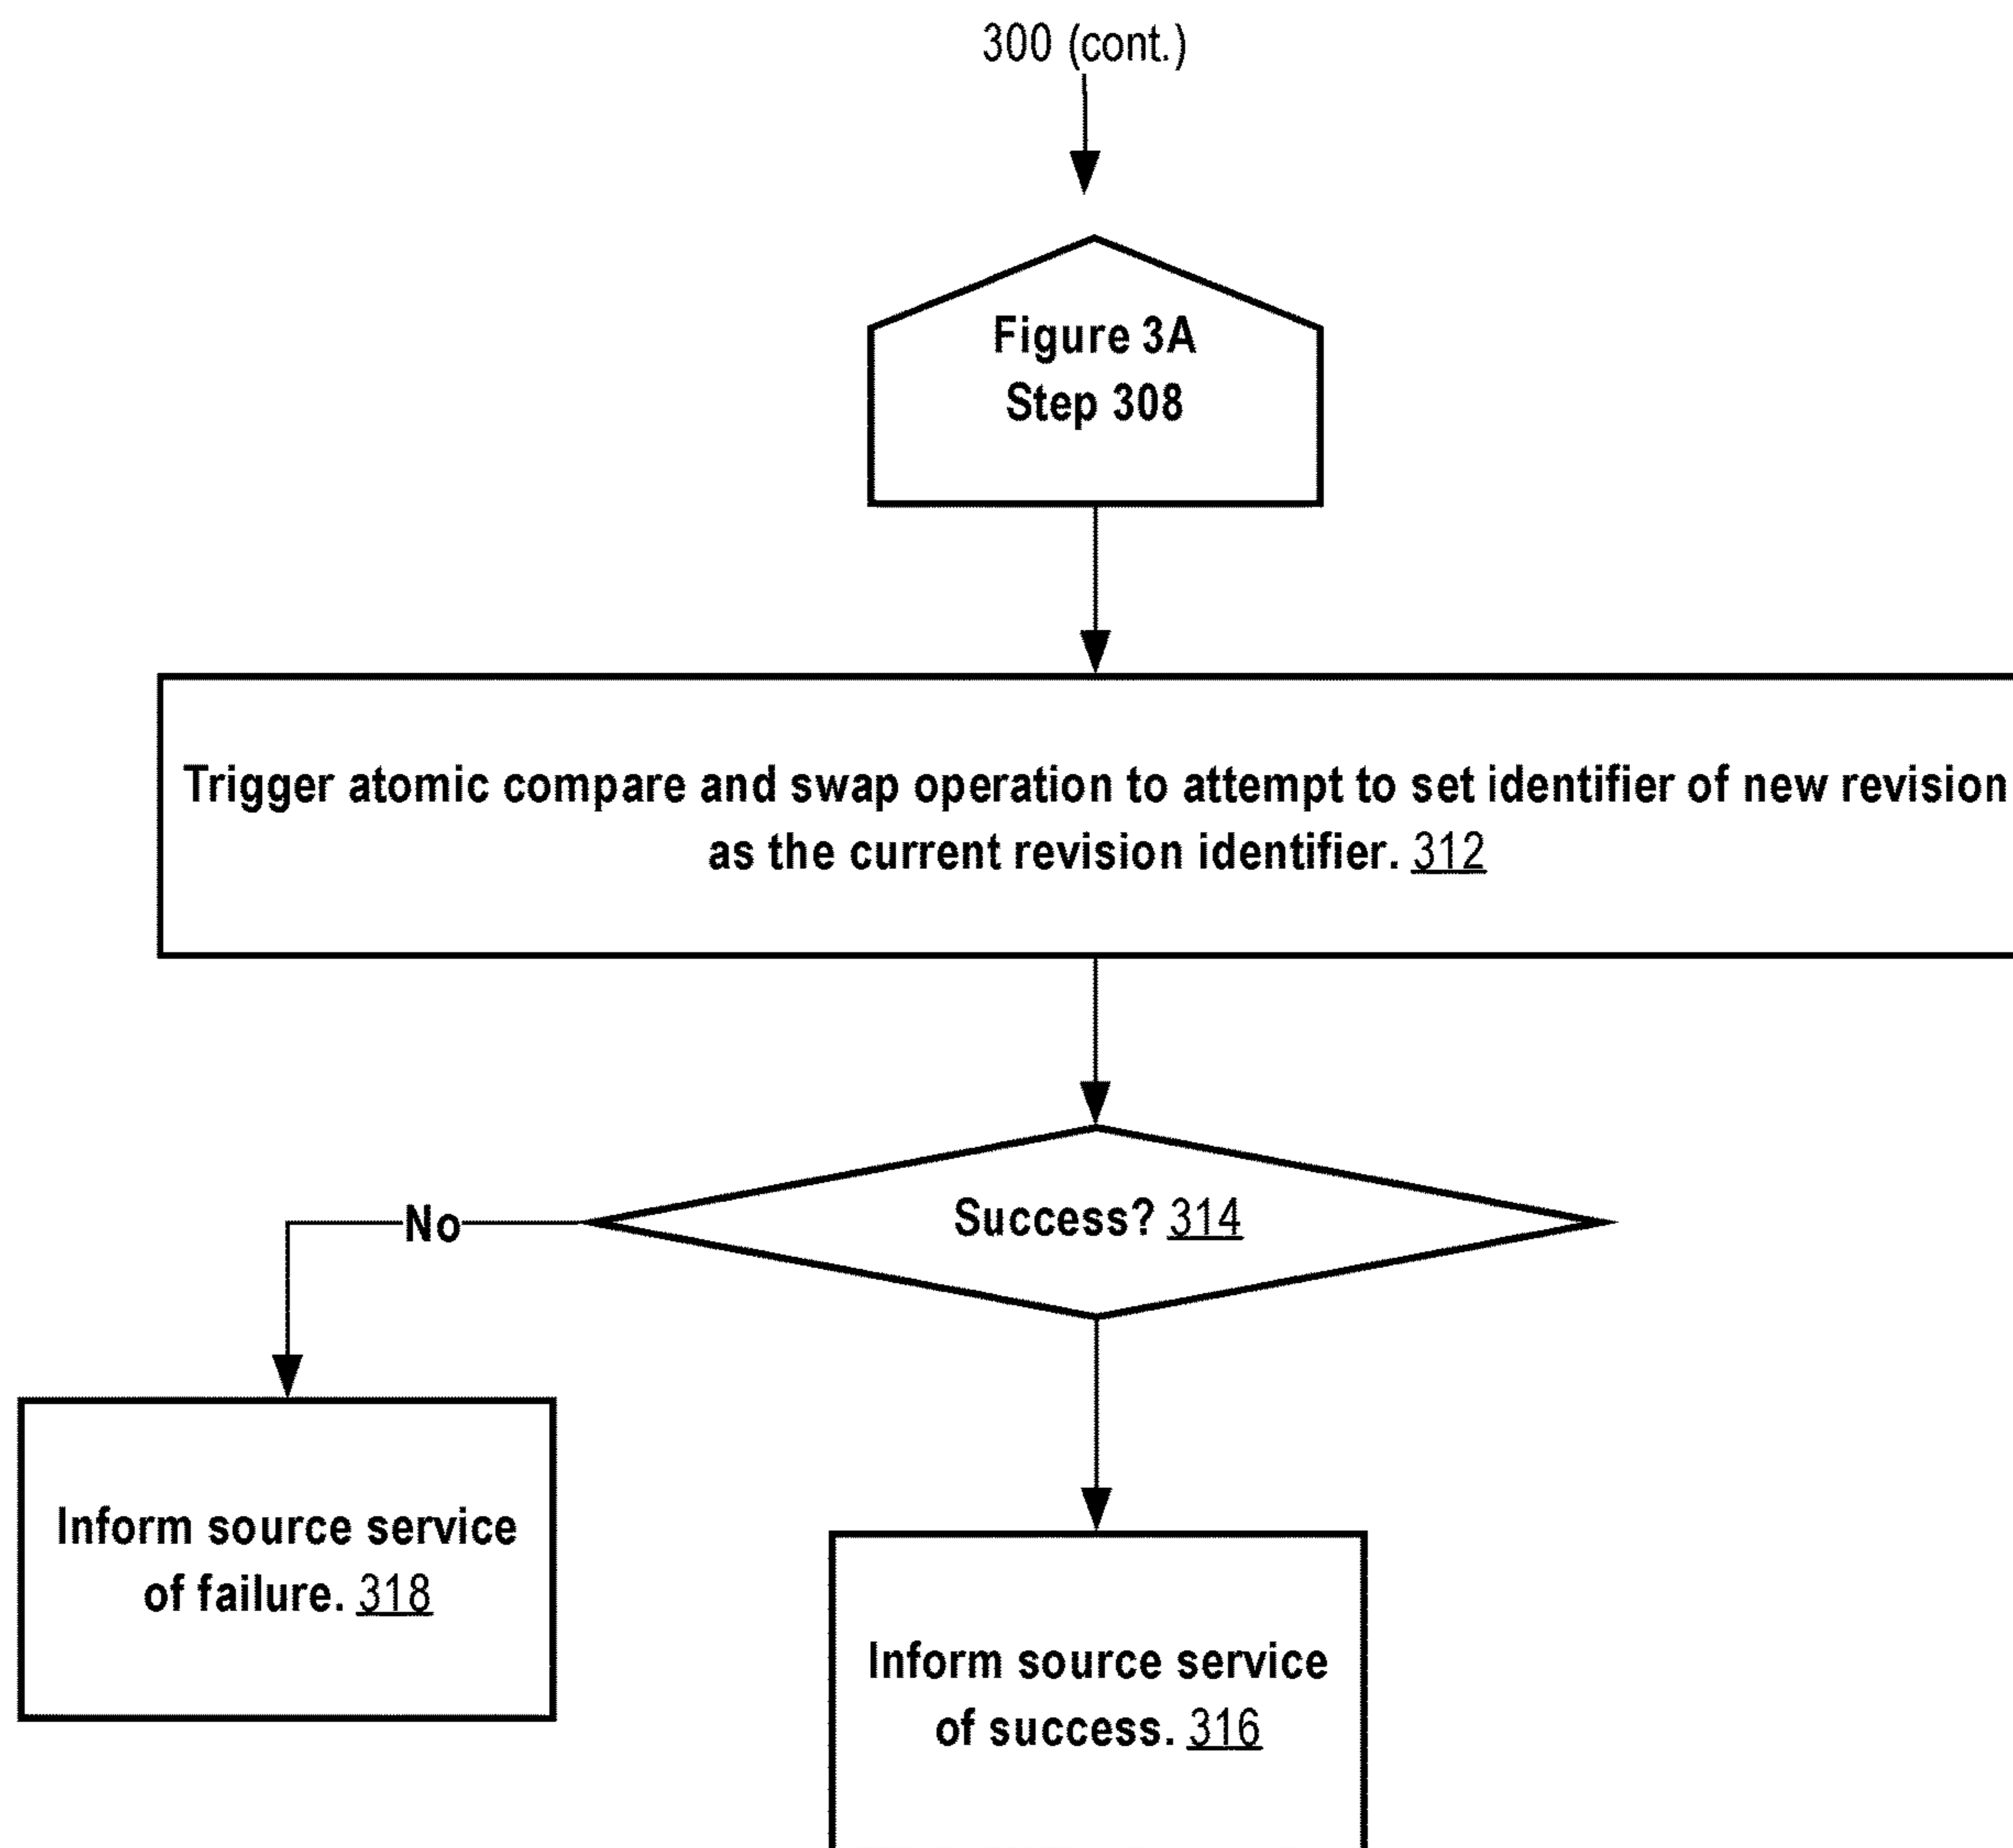 300 (cont.)
Figure 3A
Step 308
Trigger atomic compare and swap operation to attempt to set identifier of new revision
as the current revision identifier. 312
Success? 314
No
Inform source service
of failure. 318
Inform source service
of success. 316